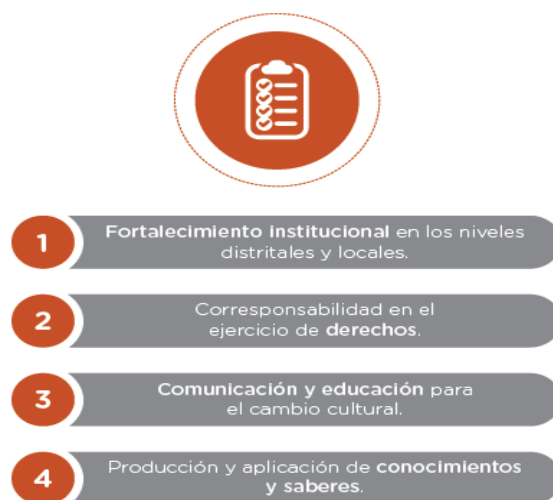 1
Fortalecimiento institucional en los niveles
distritales y locales.
2
Corresponsabilidad en el
ejercicio de derechos.
3
Comunicación y educación para
el cambio cultural.
4
Producción y aplicación de conocimientos
y saberes.